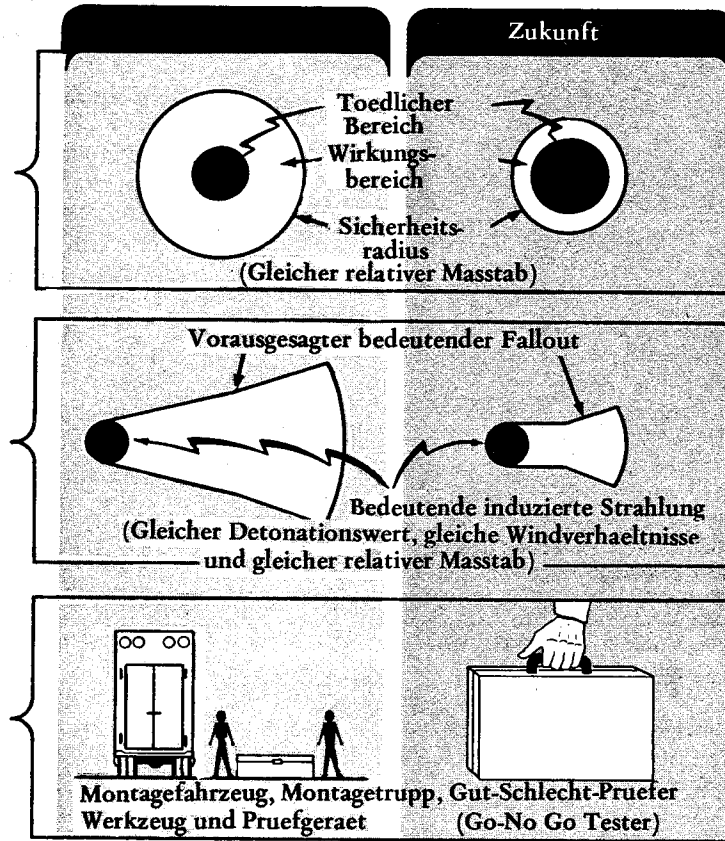 Zukunft
Toedlicher
Bereich
Wirkungs-
bereich
Sicherheits-
radius
(Gleicher relativer Masstab)
Vorausgesagter bedeutender Fallout
Bedeutende induzierte Strahlung
(Gleicher Detonationswert, gleiche Windverhaeltnisse
und gleicher relativer Masstab)
Montagefahrzeug, Montagetrupp,
Werkzeug und Pruefgeraet
Gut-Schlecht-Pruefer
(Go-No Go Tester)